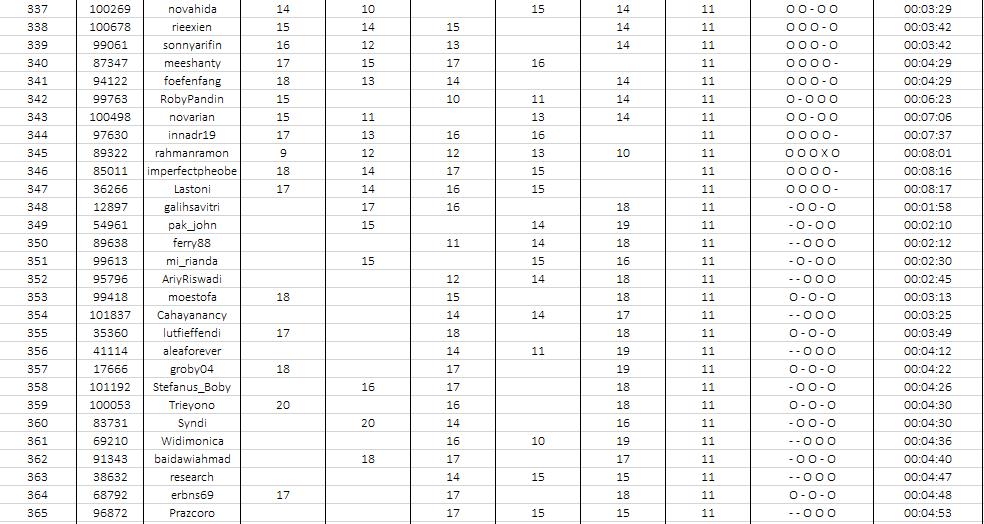 337 100269 novahida 14 10 15 14 11 O O - O O 00:03:29
338 100678 rieexien 15 14 15 14 11 O O O - O 00:03:42
339 99061 sonnyarifin 16 12 13 14 11 O O O - O 00:03:42
340 87347 meeshanty 17 15 17 16 11 O O O O - 00:04:29
341 94122 foefenfang 18 13 14 14 11 O O O - O 00:04:29
342 99763 RobyPandin 15 10 11 14 11 O - O O O 00:06:23
343 100498 novarian 15 11 13 14 11 O O - O O 00:07:06
344 97630 innadr19 17 13 16 16 11 O O O O - 00:07:37
345 89322 rahmanramon 9 12 12 13 10 11 O O O X O 00:08:01
346 85011 imperfectpheobe 18 14 17 15 11 O O O O - 00:08:16
347 36266 Lastoni 17 14 16 15 11 O O O O - 00:08:17
348 12897 galihsavitri 17 16 18 11 - O O - O 00:01:58
349 54961 pak_john 15 14 19 11 - O - O O 00:02:10
350 89638 ferry88 11 14 18 11 - - O O O 00:02:12
351 99613 mi_rianda 15 15 16 11 - O - O O 00:02:30
352 95796 AriyRiswadi 12 14 18 11 - - O O O 00:02:45
353 99418 moestofa 18 15 18 11 O - O - O 00:03:13
354 101837 Cahayanancy 14 14 17 11 - - O O O 00:03:25
355 35360 lutfieffendi 17 18 18 11 O - O - O 00:03:49
356 41114 aleaforever 14 11 19 11 - - O O O 00:04:12
357 17666 groby04 18 17 19 11 O - O - O 00:04:22
358 101192 Stefanus_Boby 16 17 18 11 - O O - O 00:04:26
359 100053 Trieyono 20 16 18 11 O - O - O 00:04:30
360 83731 Syndi 20 14 16 11 - O O - O 00:04:30
361 69210 Widimonica 16 10 19 11 - - O O O 00:04:36
362 91343 baidawiahmad 18 17 17 11 - O O - O 00:04:40
363 38632 research 14 15 15 11 - - O O O 00:04:47
364 68792 erbns69 17 17 18 11 O - O - O 00:04:48
365 96872 Prazcoro 17 15 15 11 - - O O O 00:04:53